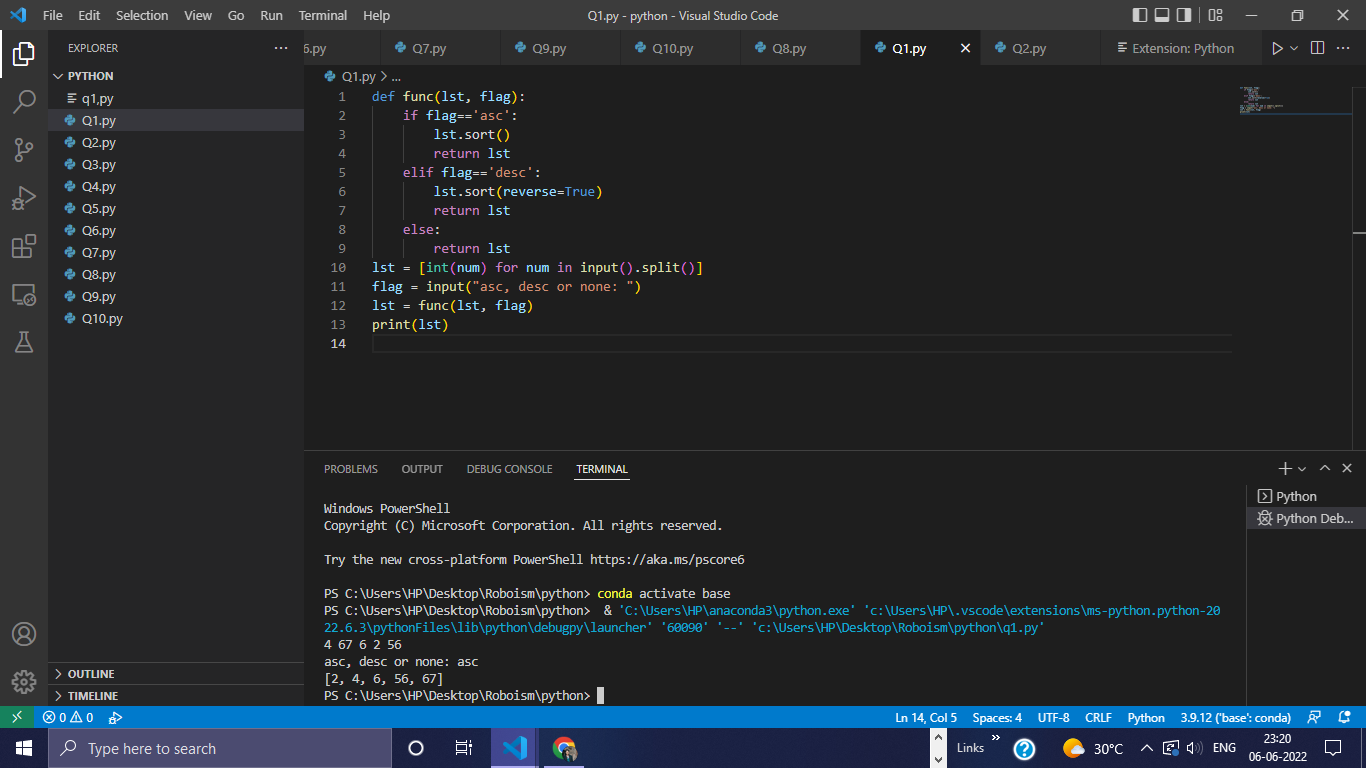 File Edit Selection View Go Run Terminal Help Q1.py - python - Visual Studio Code
EXPLORER
6.py Q7.py Q9.py Q10.py Q8.py Q1.py Q2.py Extension: Python
PYTHON
q1,py
Q1.py
Q2.py
Q3.py
Q4.py
Q5.py
Q6.py
Q7.py
Q8.py
Q9.py
Q10.py
OUTLINE
TIMELINE
Q1.py > ...
1 def func(lst, flag):
2 if flag=='asc':
3 lst.sort()
4 return lst
5 elif flag=='desc':
6 lst.sort(reverse=True)
7 return lst
8 else:
9 return lst
10 lst = [int(num) for num in input().split()]
11 flag = input("asc, desc or none: ")
12 lst = func(lst, flag)
13 print(lst)
14
PROBLEMS OUTPUT DEBUG CONSOLE TERMINAL
Windows PowerShell
Copyright (C) Microsoft Corporation. All rights reserved.
Try the new cross-platform PowerShell https://aka.ms/pscore6
PS C:\Users\HP\Desktop\Roboism\python> conda activate base
PS C:\Users\HP\Desktop\Roboism\python> & 'C:\Users\HP\anaconda3\python.exe' 'c:\Users\HP\.vscode\extensions\ms-python.python-20
22.6.3\pythonFiles\lib\python\debugpy\launcher' '60090' '--' 'c:\Users\HP\Desktop\Roboism\python\q1.py'
4 67 6 2 56
asc, desc or none: asc
[2, 4, 6, 56, 67]
PS C:\Users\HP\Desktop\Roboism\python>
Python
Python Deb...
0 0 Ln 14, Col 5 Spaces: 4 UTF-8 CRLF Python 3.9.12 ('base': conda)
Type here to search Links 30°C ENG 23:20
06-06-2022